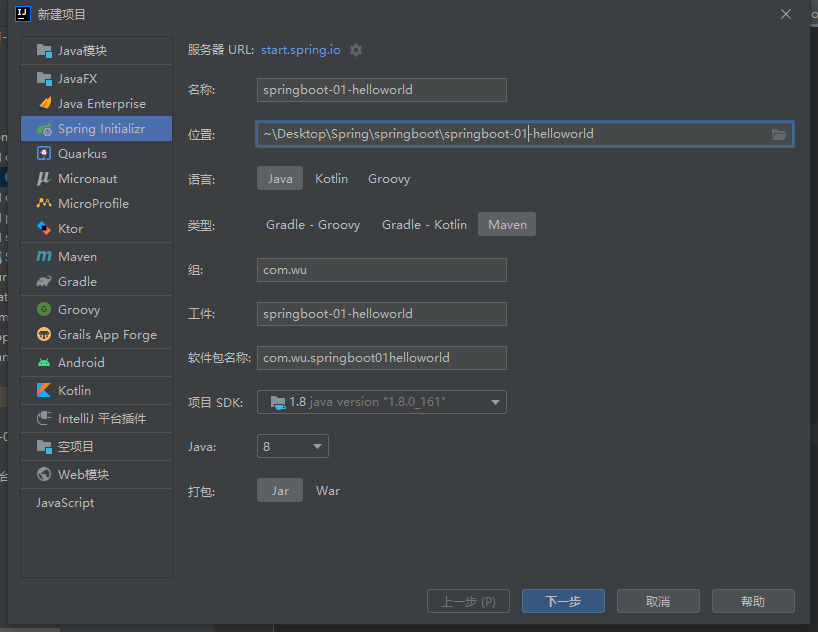 新建项目
Java模块
JavaFX
Java Enterprise
Spring Initializr
Quarkus
Micronaut
MicroProfile
Ktor
Maven
Gradle
Groovy
Grails App Forge
Android
Kotlin
IntelliJ 平台插件
空项目
Web模块
JavaScript
服务器 URL: start.spring.io
名称: springboot-01-helloworld
位置: ~\Desktop\Spring\springboot\springboot-01-helloworld
语言: Java Kotlin Groovy
类型: Gradle - Groovy Gradle - Kotlin Maven
组: com.wu
工件: springboot-01-helloworld
软件包名称: com.wu.springboot01helloworld
项目 SDK: 1.8 java version "1.8.0_161"
Java: 8
打包: Jar War
上一步 (P) 下一步 取消 帮助